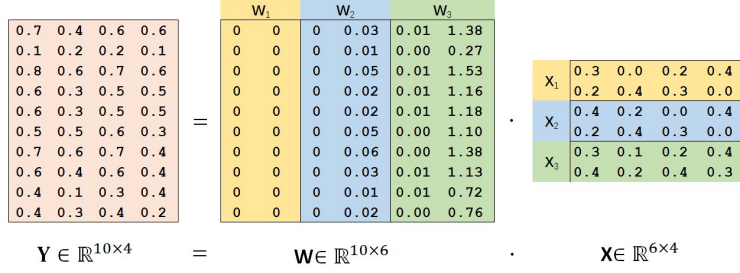 W₁ W₂ W₃
0.7 0.4 0.6 0.6
0.1 0.2 0.2 0.1
0.8 0.6 0.7 0.6
0.6 0.3 0.5 0.5
0.6 0.3 0.5 0.5
0.5 0.5 0.6 0.3
0.7 0.6 0.7 0.4
0.6 0.4 0.6 0.4
0.4 0.1 0.3 0.4
0.4 0.3 0.4 0.2
=
0 0 0 0.03 0.01 1.38
0 0 0 0.01 0.00 0.27
0 0 0 0.05 0.01 1.53
0 0 0 0.02 0.01 1.16
0 0 0 0.02 0.01 1.18
0 0 0 0.05 0.00 1.10
0 0 0 0.06 0.00 1.38
0 0 0 0.03 0.01 1.13
0 0 0 0.01 0.01 0.72
0 0 0 0.02 0.00 0.76
·
X₁
0.3 0.0 0.2 0.4
0.2 0.4 0.3 0.0
X₂
0.4 0.2 0.0 0.4
0.2 0.4 0.3 0.0
X₃
0.3 0.1 0.2 0.4
0.4 0.2 0.4 0.3
Y ∈ ℝ¹⁰ˣ⁴ = W∈ ℝ¹⁰ˣ⁶ · X∈ ℝ⁶ˣ⁴